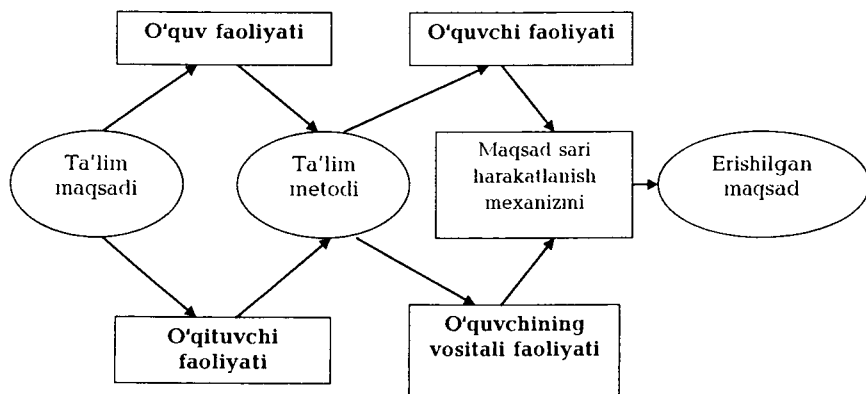 O'quv faoliyati
O'quvchi faoliyati
Ta'lim
maqsadi
Ta'lim
metodi
Maqsad sari
harakatlanish
mexanizmi
Erishilgan
maqsad
O'qituvchi
faoliyati
O'quvchining
vositali faoliyati